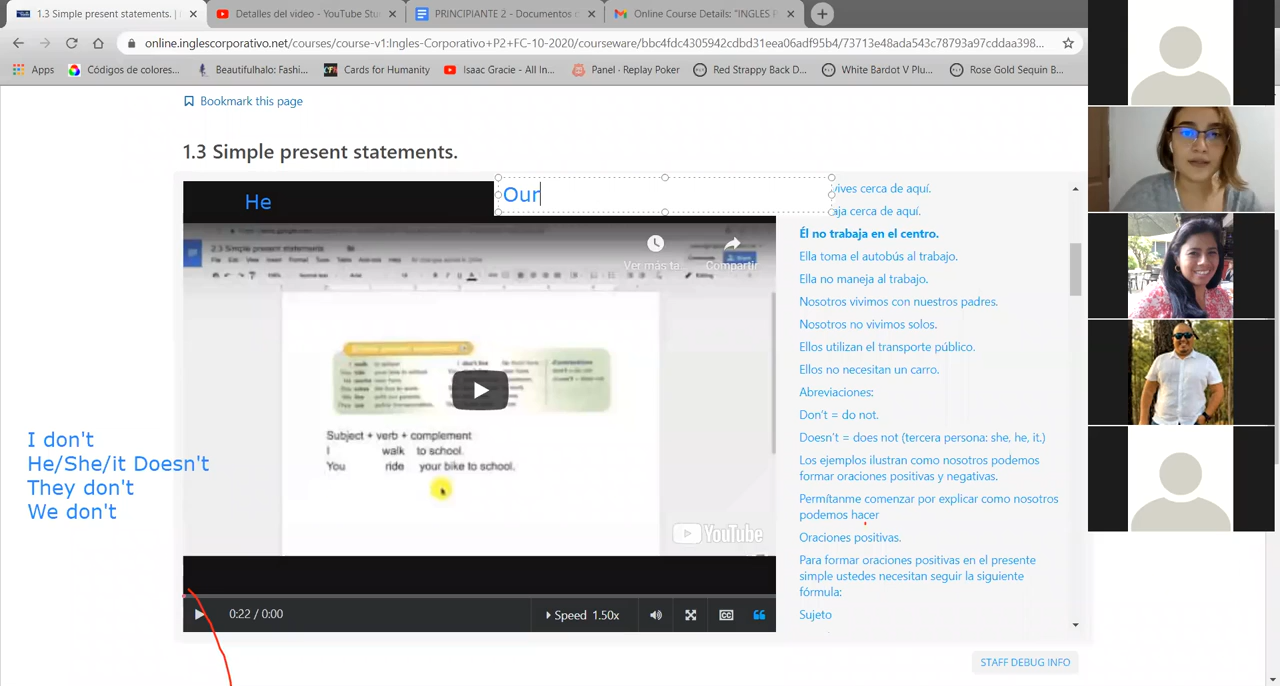 1.3 Simple present statements. |
Detalles del video - YouTube Stu
PRINCIPIANTE 2 - Documentos c
Online Course Details: "INGLES P
online.inglescorporativo.net/courses/course-v1:Ingles-Corporativo+P2+FC-10-2020/courseware/bbc4fdc4305942cdbd31eea06adf95b4/73713e48ada543c78793a97cddaa398...
Apps
Códigos de colores...
Beautifulhalo: Fashi...
Cards for Humanity
Isaac Gracie - All In...
Panel · Replay Poker
Red Strappy Back D...
White Bardot V Plu...
Rose Gold Sequin B...
Bookmark this page
1.3 Simple present statements.
He
Our
2.3 Simple present statements
Ver más ta
Compartir
Subject + verb + complement
I walk to school.
You ride your bike to school.
YouTube
I don't
He/She/it Doesn't
They don't
We don't
0:22 / 0:00
Speed 1.50x
vives cerca de aquí.
aja cerca de aquí.
Él no trabaja en el centro.
Ella toma el autobús al trabajo.
Ella no maneja al trabajo.
Nosotros vivimos con nuestros padres.
Nosotros no vivimos solos.
Ellos utilizan el transporte público.
Ellos no necesitan un carro.
Abreviaciones:
Don't = do not.
Doesn't = does not (tercera persona: she, he, it.)
Los ejemplos ilustran como nosotros podemos
formar oraciones positivas y negativas.
Permítanme comenzar por explicar como nosotros
podemos hacer
Oraciones positivas.
Para formar oraciones positivas en el presente
simple ustedes necesitan seguir la siguiente
fórmula:
Sujeto
STAFF DEBUG INFO